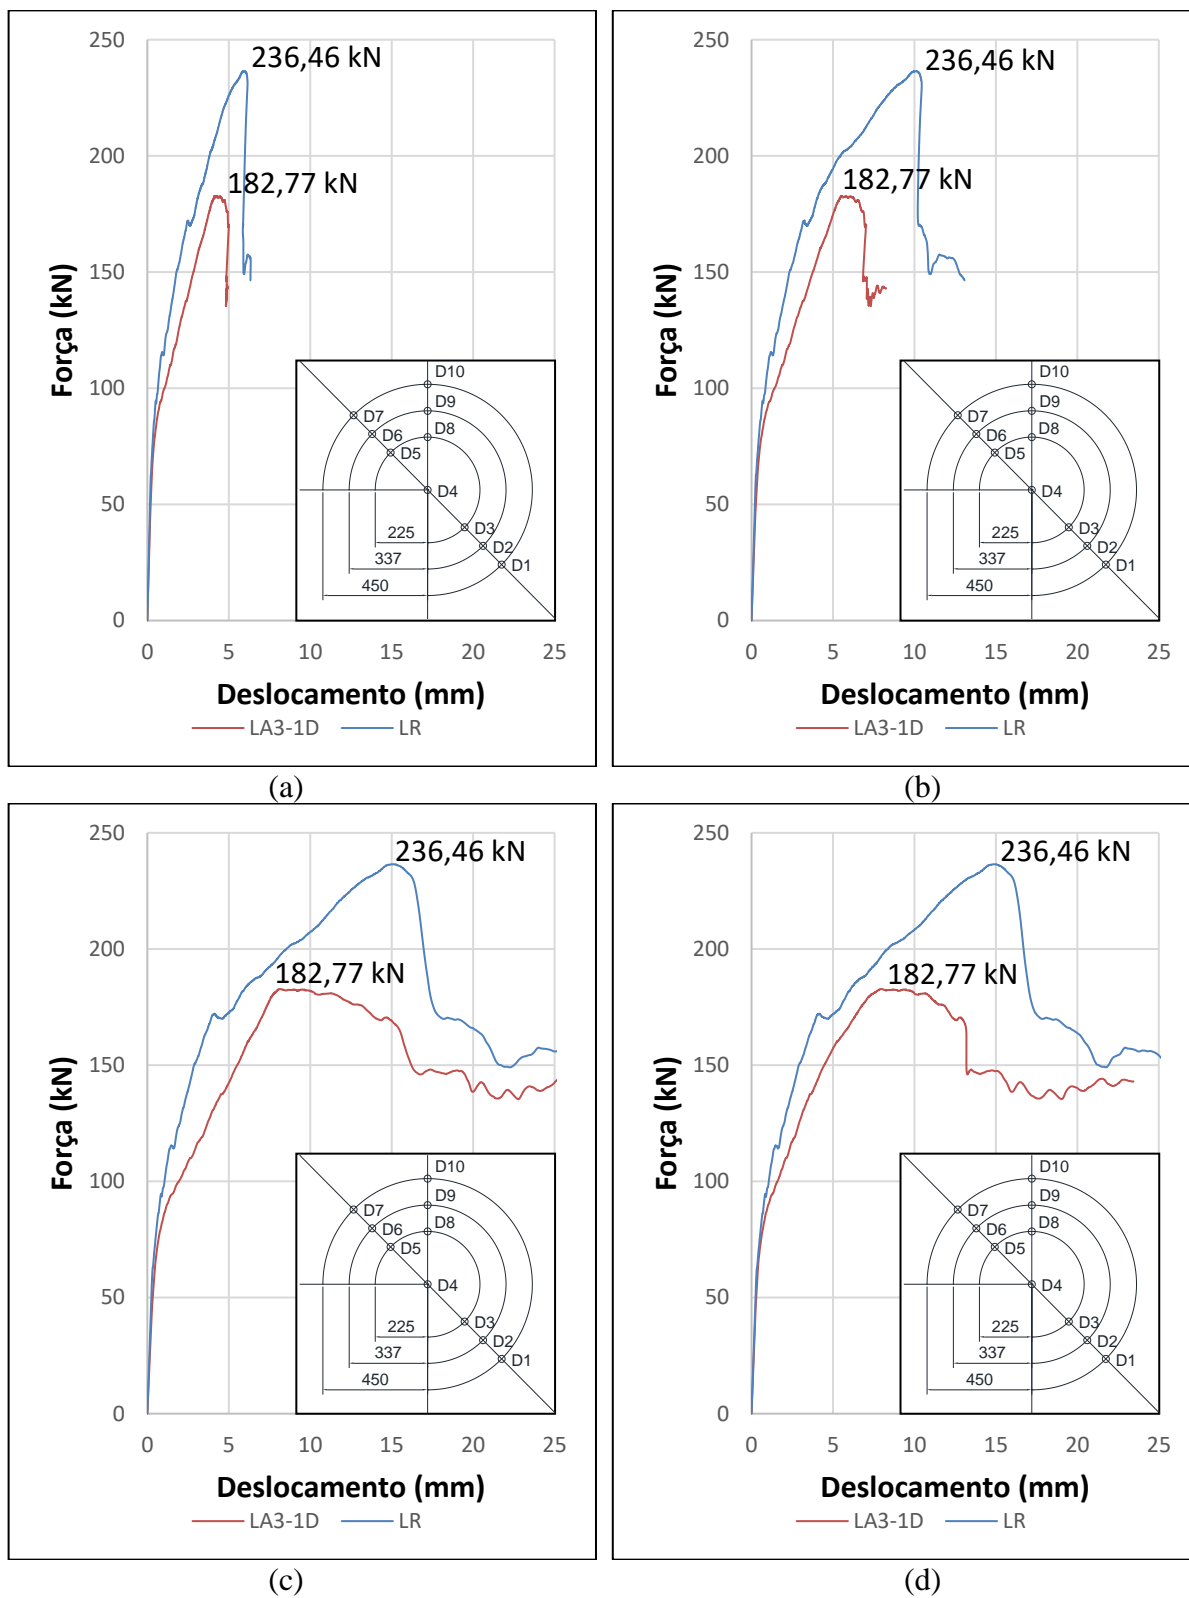 250
236,46 kN
200
182,77 kN
150
Força (kN)
100
50
0
D10
D9
D7
D8
D6
D5
D4
D3
225
D2
337
D1
450
0 5 10 15 20 25
Deslocamento (mm)
LA3-1D LR
(a)
250
236,46 kN
200
182,77 kN
150
Força (kN)
100
50
0
D10
D9
D7
D8
D6
D5
D4
D3
225
D2
337
D1
450
0 5 10 15 20 25
Deslocamento (mm)
LA3-1D LR
(b)
250
236,46 kN
200
182,77 kN
150
Força (kN)
100
50
0
D10
D9
D7
D8
D6
D5
D4
D3
225
D2
337
D1
450
0 5 10 15 20 25
Deslocamento (mm)
LA3-1D LR
(c)
250
236,46 kN
200
182,77 kN
150
Força (kN)
100
50
0
D10
D9
D7
D8
D6
D5
D4
D3
225
D2
337
D1
450
0 5 10 15 20 25
Deslocamento (mm)
LA3-1D LR
(d)